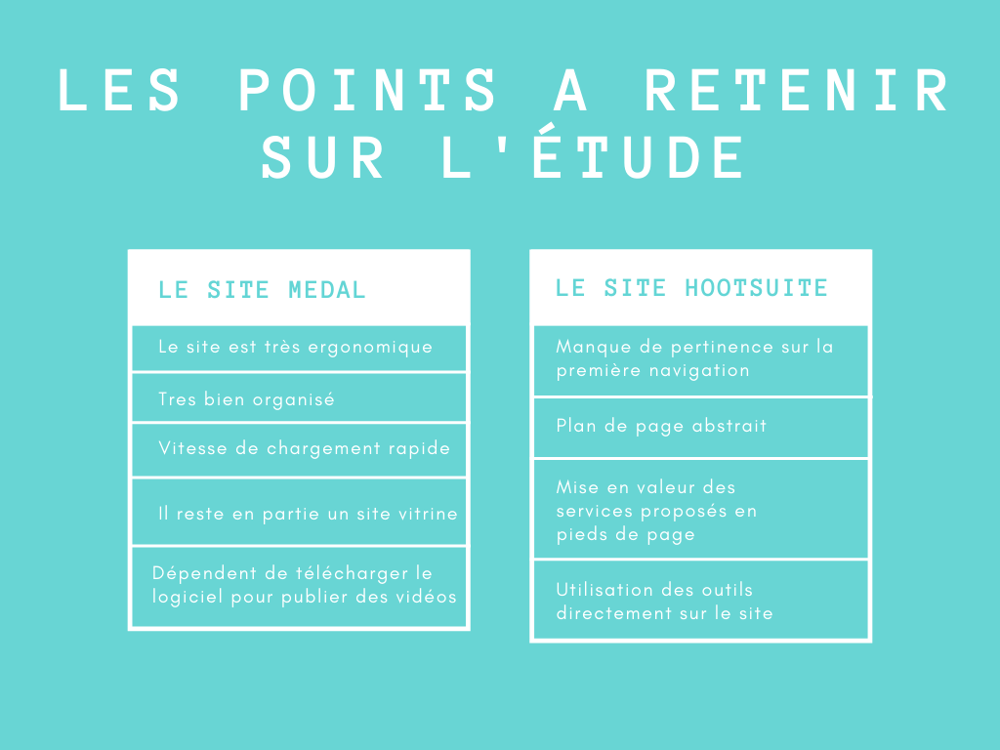 LES POINTS A RETENIR
SUR L'ÉTUDE
LE SITE MEDAL
Le site est très ergonomique
Tres bien organisé
Vitesse de chargement rapide
Il reste en partie un site vitrine
Dépendent de télécharger le
logiciel pour publier des vidéos
LE SITE HOOTSUITE
Manque de pertinence sur la
première navigation
Plan de page abstrait
Mise en valeur des
services proposés en
pieds de page
Utilisation des outils
directement sur le site